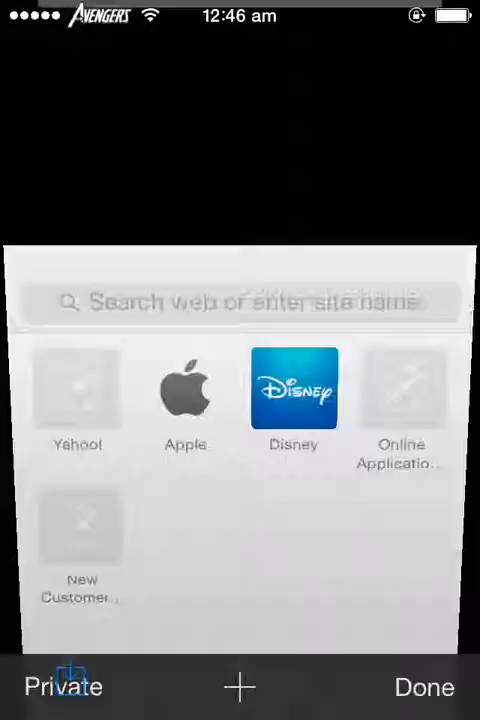 AVENGERS 12:46 am
Search web or enter site name
Disney
Yahoo! Apple Disney Online Applicatio...
New Customer...
Private + Done